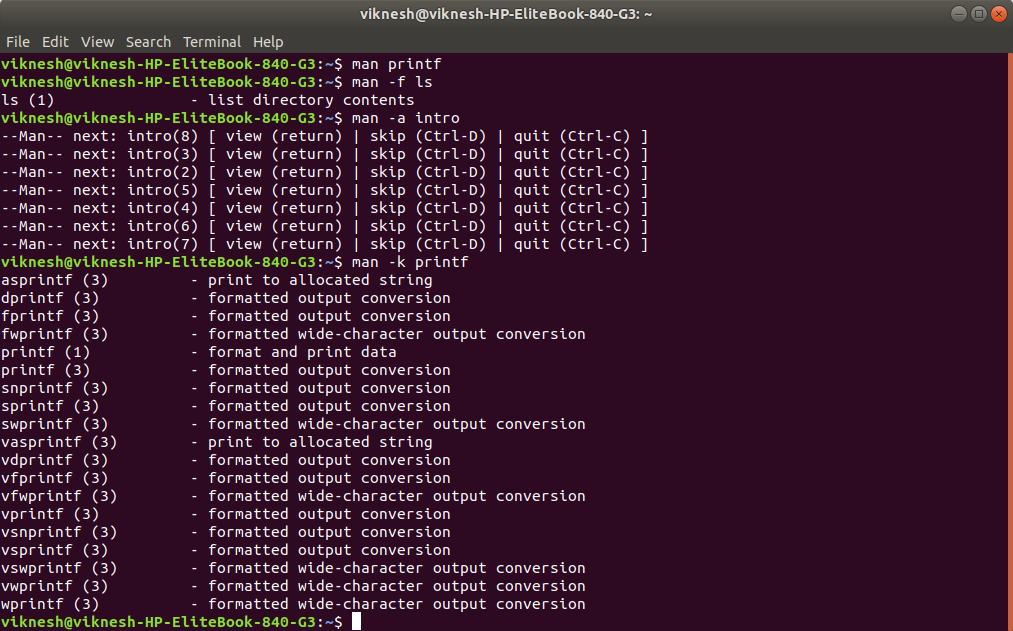 viknesh@viknesh-HP-EliteBook-840-G3: ~
File Edit View Search Terminal Help
viknesh@viknesh-HP-EliteBook-840-G3:~$ man printf
viknesh@viknesh-HP-EliteBook-840-G3:~$ man -f ls
ls (1)               - list directory contents
viknesh@viknesh-HP-EliteBook-840-G3:~$ man -a intro
--Man-- next: intro(8) [ view (return) | skip (Ctrl-D) | quit (Ctrl-C) ]
--Man-- next: intro(3) [ view (return) | skip (Ctrl-D) | quit (Ctrl-C) ]
--Man-- next: intro(2) [ view (return) | skip (Ctrl-D) | quit (Ctrl-C) ]
--Man-- next: intro(5) [ view (return) | skip (Ctrl-D) | quit (Ctrl-C) ]
--Man-- next: intro(4) [ view (return) | skip (Ctrl-D) | quit (Ctrl-C) ]
--Man-- next: intro(6) [ view (return) | skip (Ctrl-D) | quit (Ctrl-C) ]
--Man-- next: intro(7) [ view (return) | skip (Ctrl-D) | quit (Ctrl-C) ]
viknesh@viknesh-HP-EliteBook-840-G3:~$ man -k printf
asprintf (3)         - print to allocated string
dprintf (3)          - formatted output conversion
fprintf (3)          - formatted output conversion
fwprintf (3)         - formatted wide-character output conversion
printf (1)           - format and print data
printf (3)           - formatted output conversion
snprintf (3)         - formatted output conversion
sprintf (3)          - formatted output conversion
swprintf (3)         - formatted wide-character output conversion
vasprintf (3)        - print to allocated string
vdprintf (3)         - formatted output conversion
vfprintf (3)         - formatted output conversion
vfwprintf (3)        - formatted wide-character output conversion
vprintf (3)          - formatted output conversion
vsnprintf (3)        - formatted output conversion
vsprintf (3)         - formatted output conversion
vswprintf (3)        - formatted wide-character output conversion
vwprintf (3)         - formatted wide-character output conversion
wprintf (3)          - formatted wide-character output conversion
viknesh@viknesh-HP-EliteBook-840-G3:~$